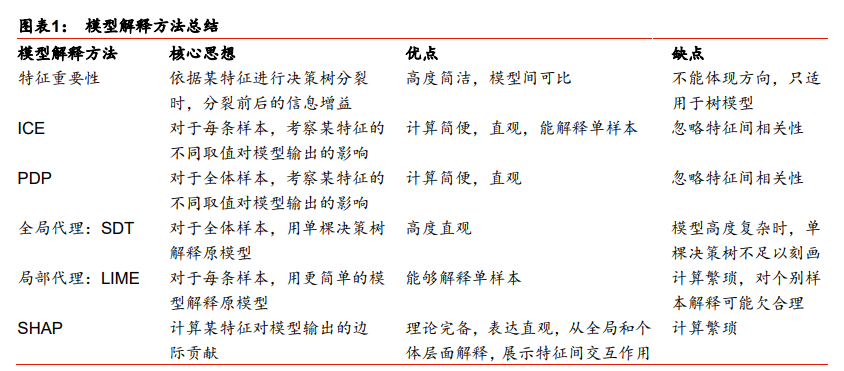 图表1： 模型解释方法总结
模型解释方法 核心思想 优点 缺点
特征重要性 依据某特征进行决策树分裂 高度简洁，模型间可比 不能体现方向，只适
时，分裂前后的信息增益 用于树模型
ICE 对于每条样本，考察某特征的 计算简便，直观，能解释单样本 忽略特征间相关性
不同取值对模型输出的影响
PDP 对于全体样本，考察某特征的 计算简便，直观 忽略特征间相关性
不同取值对模型输出的影响
全局代理：SDT 对于全体样本，用单棵决策树 高度直观 模型高度复杂时，单
解释原模型 棵决策树不足以刻画
局部代理：LIME 对于每条样本，用更简单的模 能够解释单样本 计算繁琐，对个别样
型解释原模型 本解释可能欠合理
SHAP 计算某特征对模型输出的边 理论完备，表达直观，从全局和个 计算繁琐
际贡献 体层面解释，展示特征间交互作用